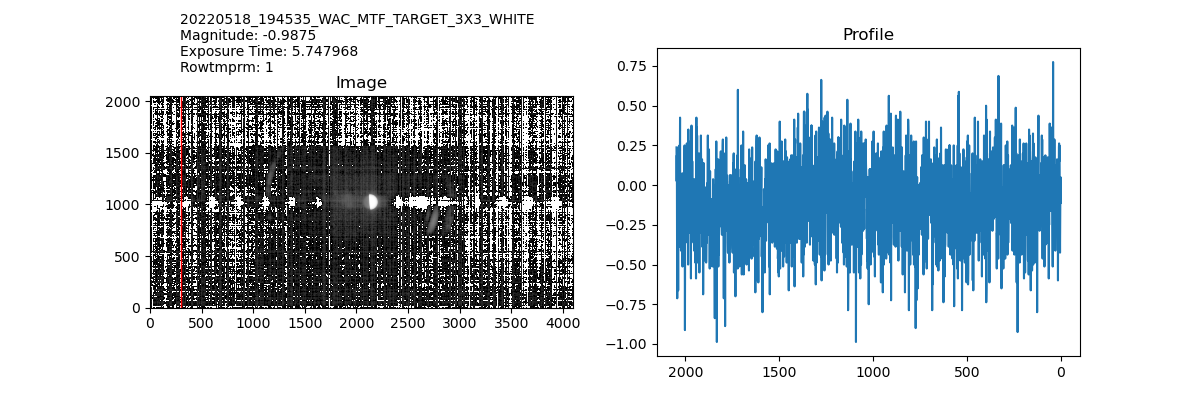 20220518_194535_WAC_MTF_TARGET_3X3_WHITE
Magnitude: -0.9875
Exposure Time: 5.747968
Rowtmprm: 1
Image
2000
1500
1000
500
0
0 500 1000 1500 2000 2500 3000 3500 4000
Profile
0.75
0.50
0.25
0.00
−0.25
−0.50
−0.75
−1.00
2000 1500 1000 500 0